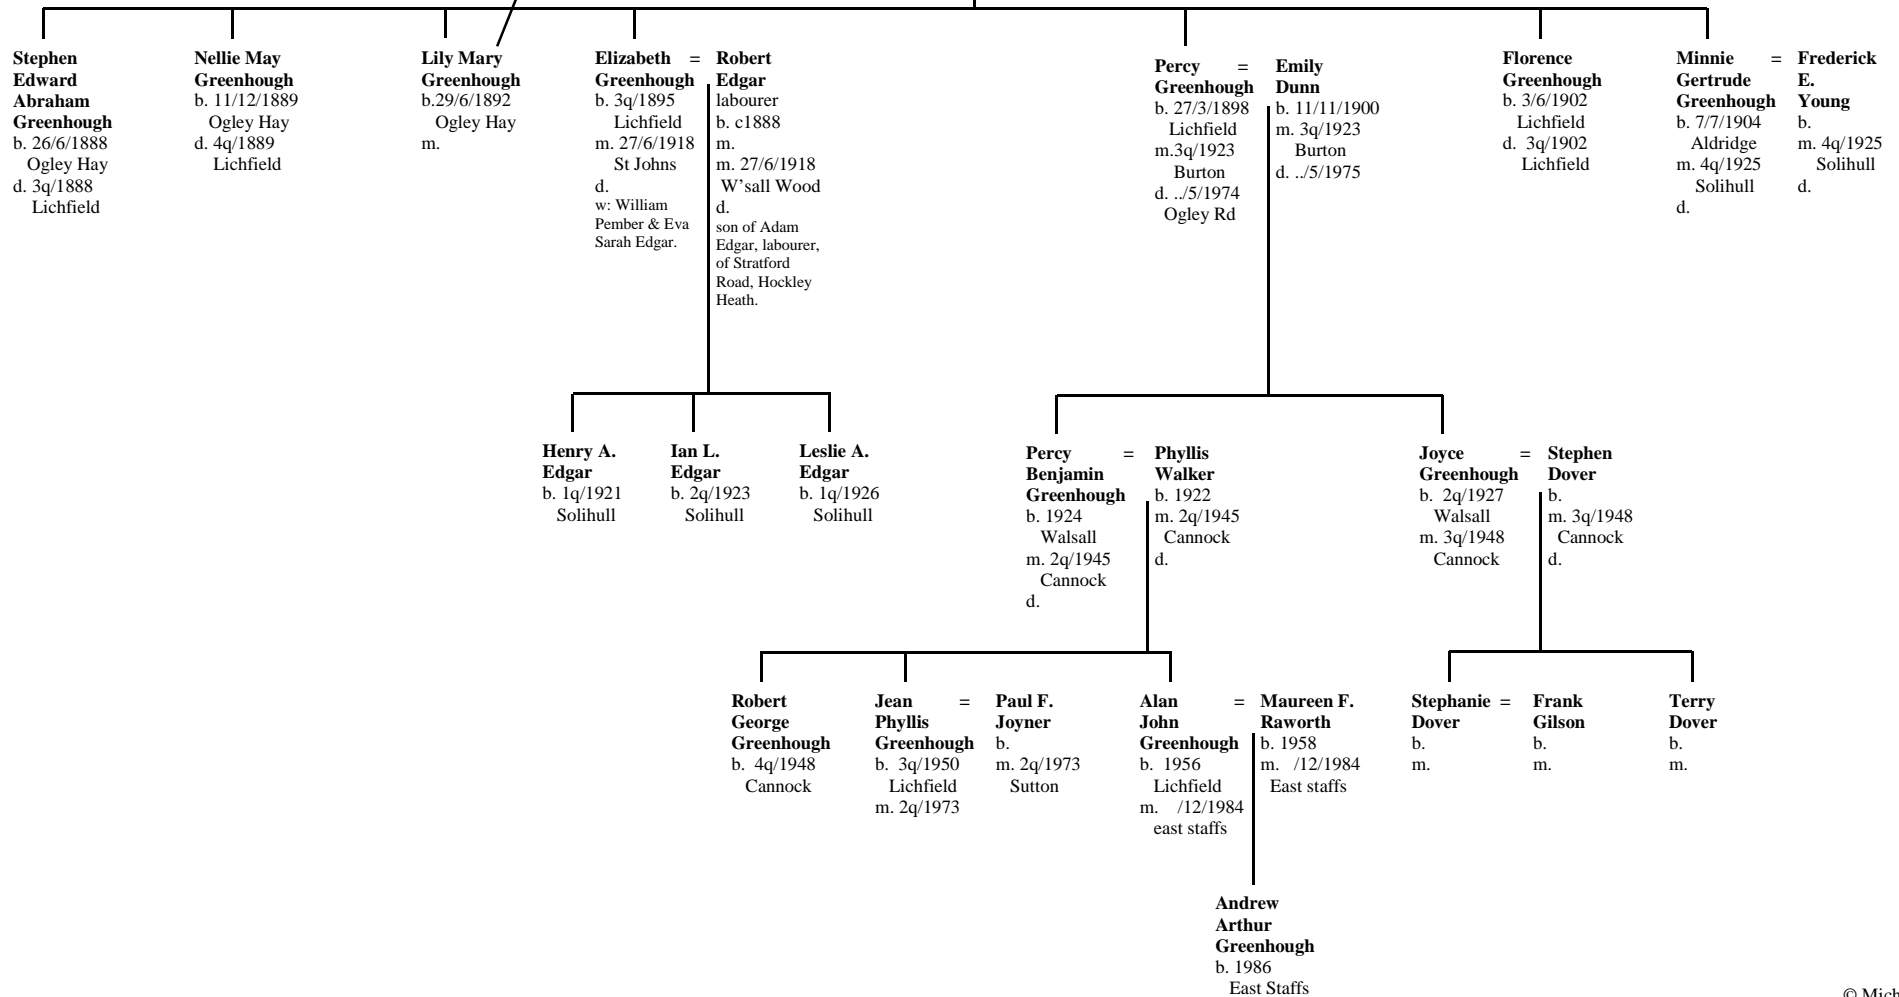 Stephen
Edward
Abraham
Greenhough
b. 26/6/1888
Ogley Hay
d. 3q/1888
Lichfield
Nellie May
Greenhough
b. 11/12/1889
Ogley Hay
d. 4q/1889
Lichfield
Lily Mary
Greenhough
b.29/6/1892
Ogley Hay
m.
Elizabeth =
Greenhough
b. 3q/1895
Lichfield
m. 27/6/1918
St Johns
d.
w: William
Pember & Eva
Sarah Edgar.
Robert
Edgar
labourer
b. c1888
m.
m. 27/6/1918
W'sall Wood
d.
son of Adam
Edgar, labourer,
of Stratford
Road, Hockley
Heath.
Percy =
Greenhough
b. 27/3/1898
Lichfield
m.3q/1923
Burton
d. ../5/1974
Ogley Rd
Emily
Dunn
b. 11/11/1900
m. 3q/1923
Burton
d. ../5/1975
Florence
Greenhough
b. 3/6/1902
Lichfield
d. 3q/1902
Lichfield
Minnie =
Gertrude
Greenhough
b. 7/7/1904
Aldridge
m. 4q/1925
Solihull
d.
Frederick
E.
Young
b.
m. 4q/1925
Solihull
d.
Henry A.
Edgar
b. 1q/1921
Solihull
Ian L.
Edgar
b. 2q/1923
Solihull
Leslie A.
Edgar
b. 1q/1926
Solihull
Percy =
Benjamin
Greenhough
b. 1924
Walsall
m. 2q/1945
Cannock
d.
Phyllis
Walker
b. 1922
m. 2q/1945
Cannock
d.
Joyce =
Greenhough
b. 2q/1927
Walsall
m. 3q/1948
Cannock
Stephen
Dover
b.
m. 3q/1948
Cannock
d.
Robert
George
Greenhough
b. 4q/1948
Cannock
Jean =
Phyllis
Greenhough
b. 3q/1950
Lichfield
m. 2q/1973
Paul F.
Joyner
b.
m. 2q/1973
Sutton
Alan =
John
Greenhough
b. 1956
Lichfield
m. /12/1984
east staffs
Maureen F.
Raworth
b. 1958
m. /12/1984
East staffs
Stephanie =
Dover
b.
m.
Frank
Gilson
b.
m.
Terry
Dover
b.
m.
Andrew
Arthur
Greenhough
b. 1986
East Staffs
© Mich